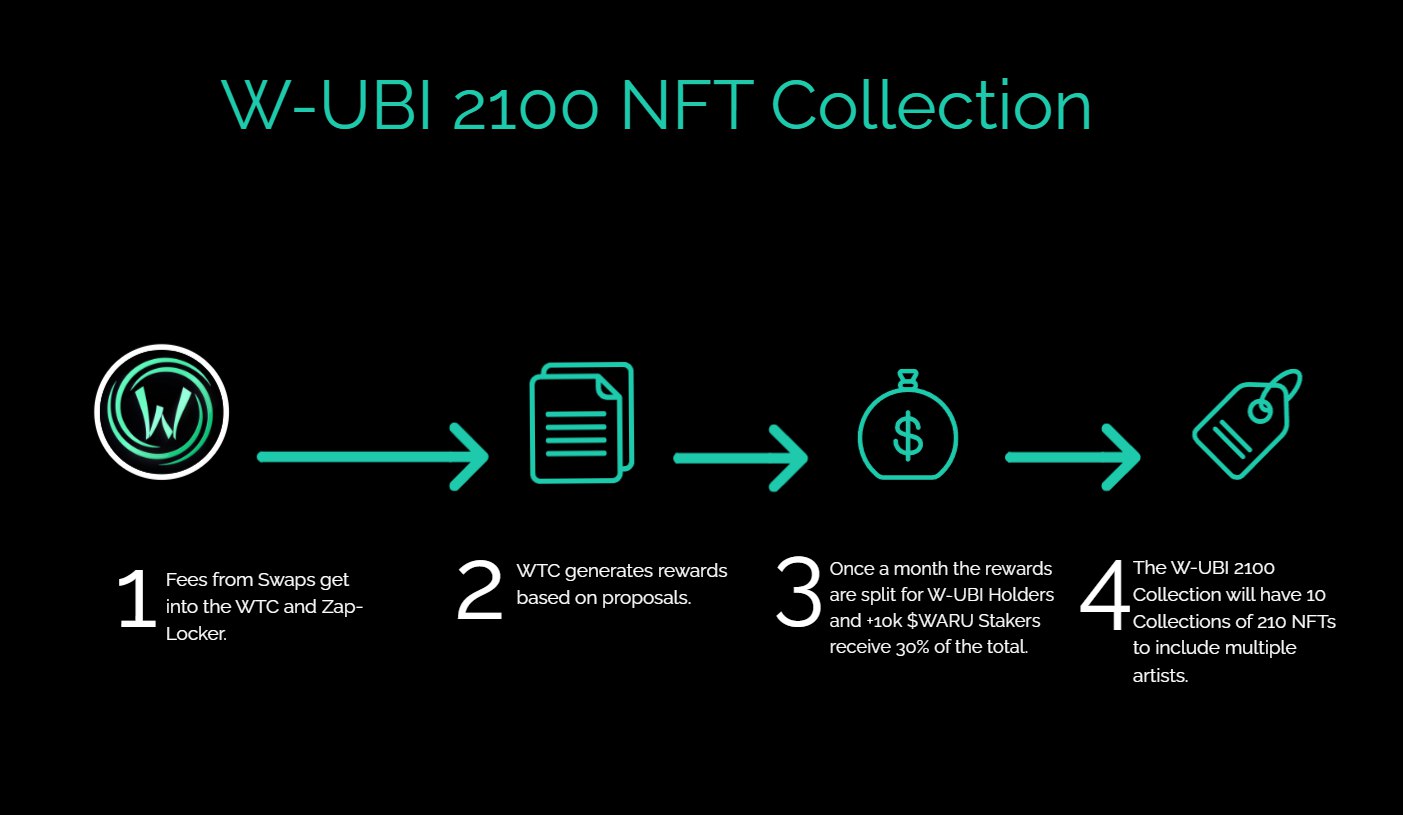 W-UBI 2100 NFT Collection
W
1
Fees from Swaps get
into the WTC and Zap-
Locker.
2
WTC generates rewards
based on proposals.
$
3
Once a month the rewards
are split for W-UBI Holders
and +10k $WARU Stakers
receive 30% of the total.
4
The W-UBI 2100
Collection will have 10
Collections of 210 NFTs
to include multiple
artists.